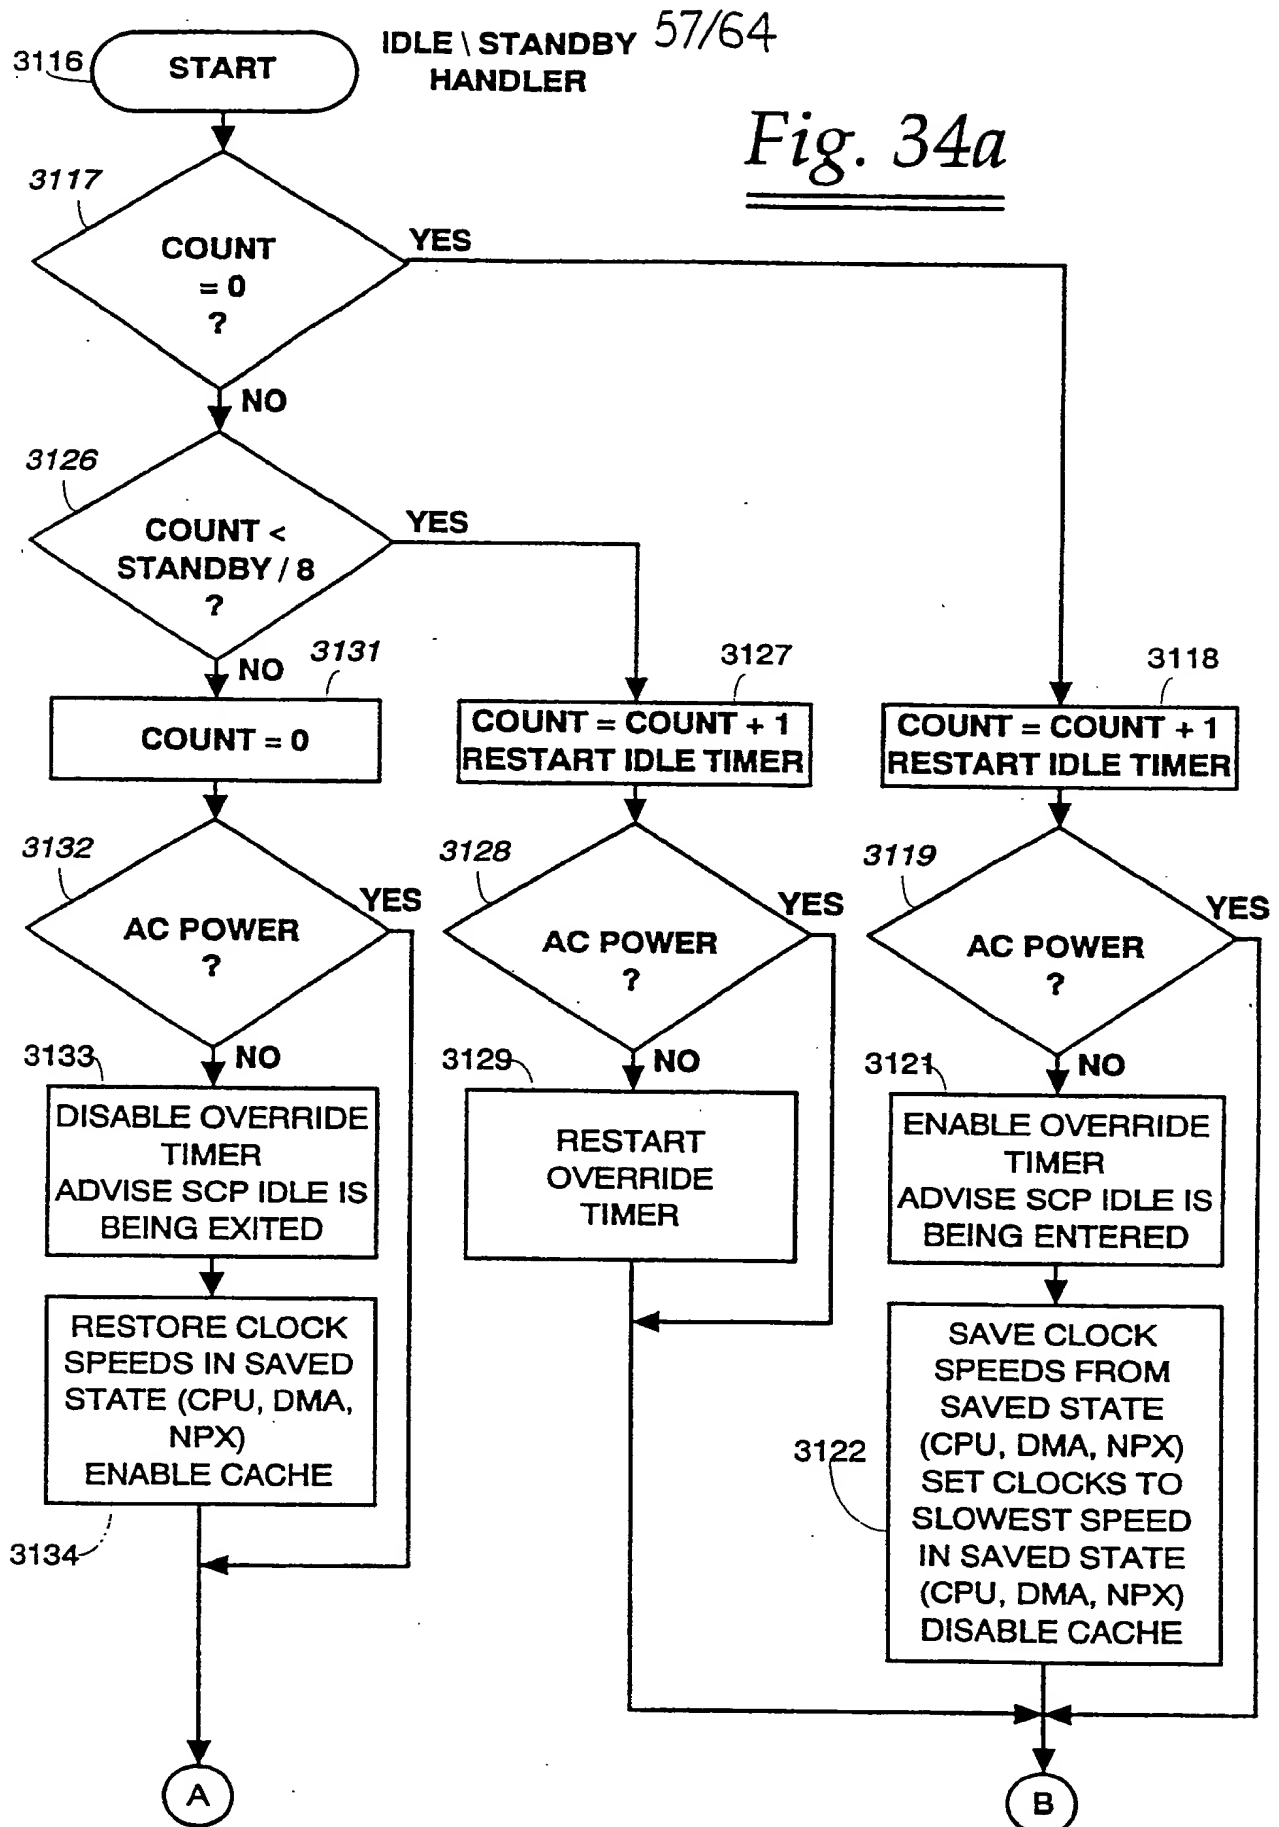 57/64
IDLE \ STANDBY
HANDLER
Fig. 34a
3116
START
3117
COUNT
= 0
?
YES
NO
3126
COUNT <
STANDBY / 8
?
YES
NO
3131
COUNT = 0
3127
COUNT = COUNT + 1
RESTART IDLE TIMER
3118
COUNT = COUNT + 1
RESTART IDLE TIMER
3132
AC POWER
?
YES
NO
3128
AC POWER
?
YES
NO
3119
AC POWER
?
YES
NO
3133
DISABLE OVERRIDE
TIMER
ADVISE SCP IDLE IS
BEING EXITED
3129
RESTART
OVERRIDE
TIMER
3121
ENABLE OVERRIDE
TIMER
ADVISE SCP IDLE IS
BEING ENTERED
RESTORE CLOCK
SPEEDS IN SAVED
STATE (CPU, DMA,
NPX)
ENABLE CACHE
3134
3122
SAVE CLOCK
SPEEDS FROM
SAVED STATE
(CPU, DMA, NPX)
SET CLOCKS TO
SLOWEST SPEED
IN SAVED STATE
(CPU, DMA, NPX)
DISABLE CACHE
A
B